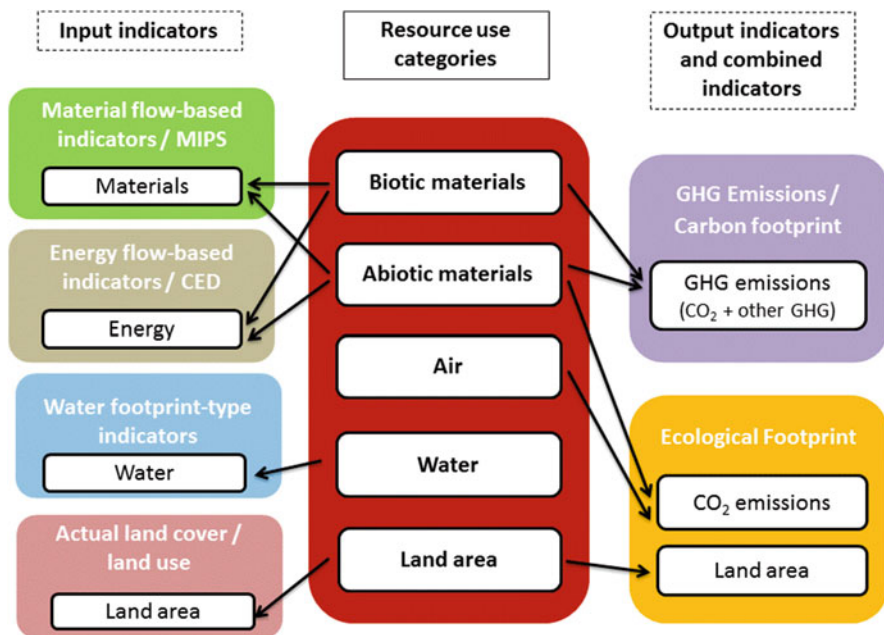 Input indicators
Material flow-based
indicators / MIPS
Materials
Energy flow-based
indicators / CED
Energy
Water footprint-type
indicators
Water
Actual land cover /
land use
Land area
Resource use
categories
Biotic materials
Abiotic materials
Air
Water
Land area
Output indicators
and combined
indicators
GHG Emissions /
Carbon footprint
GHG emissions
(CO₂ + other GHG)
Ecological Footprint
CO₂ emissions
Land area